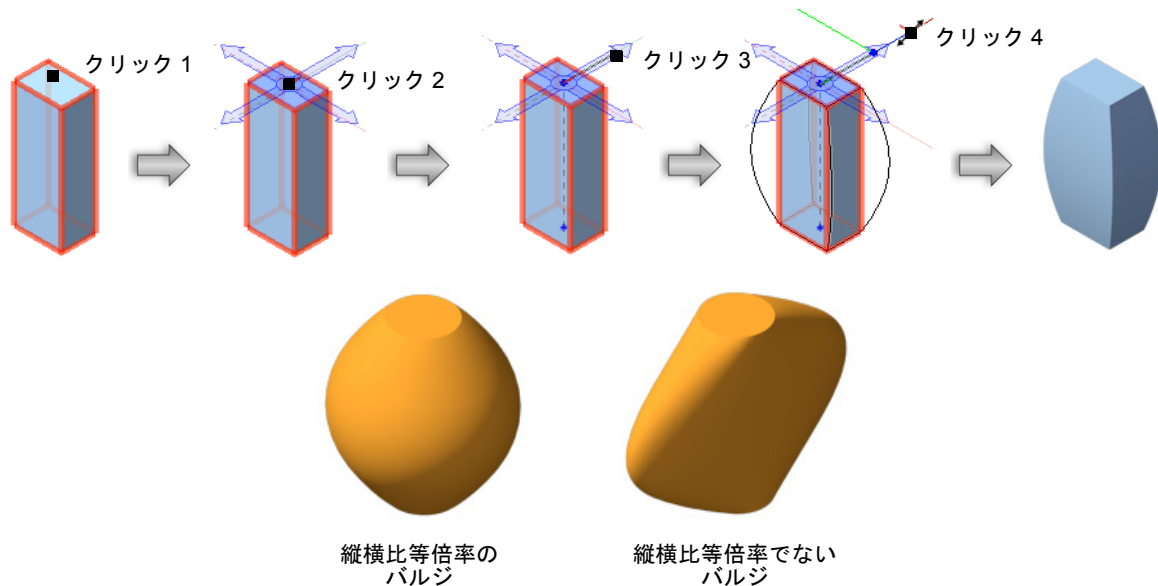 クリック 1
クリック 2
クリック 3
クリック 4
縦横比等倍率の
バルジ
縦横比等倍率でない
バルジ